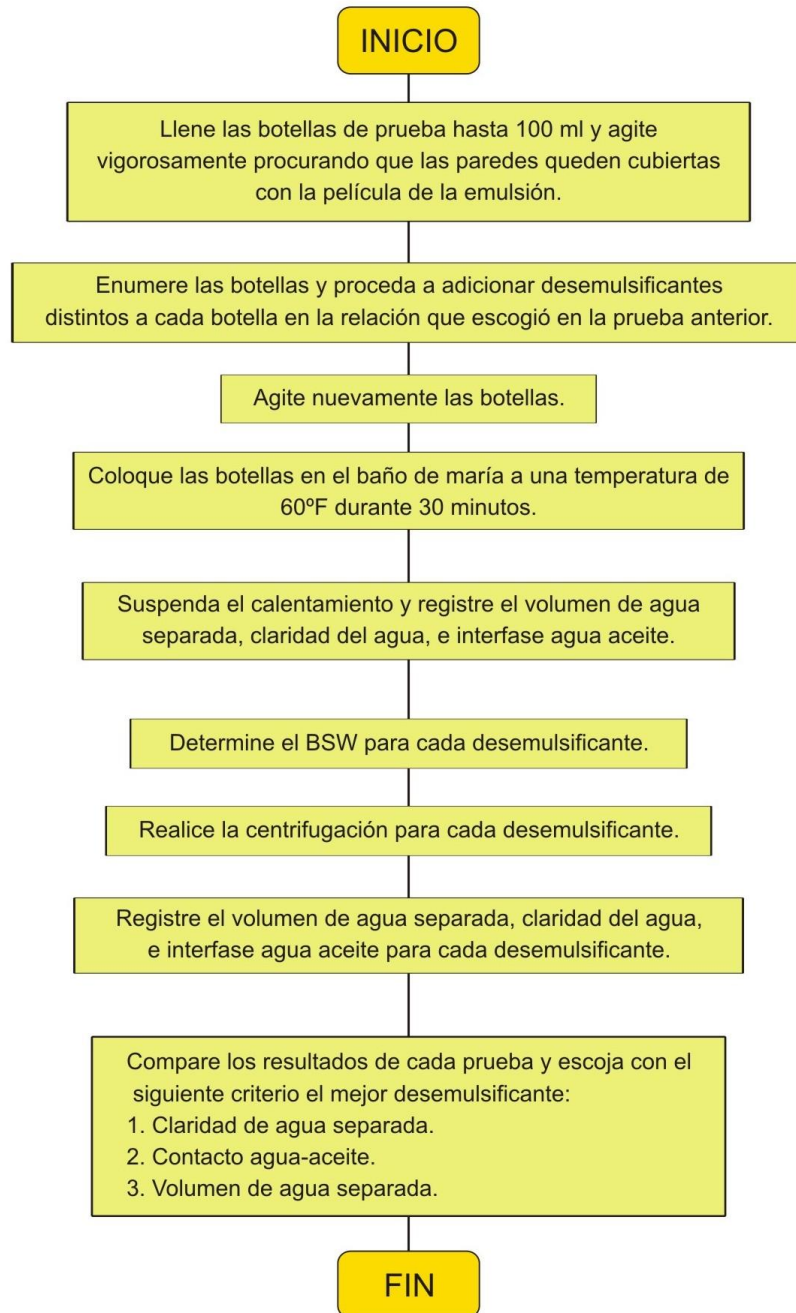 INICIO
Llene las botellas de prueba hasta 100 ml y agite
vigorosamente procurando que las paredes queden cubiertas
con la película de la emulsión.
Enumere las botellas y proceda a adicionar desemulsificantes
distintos a cada botella en la relación que escogió en la prueba anterior.
Agite nuevamente las botellas.
Coloque las botellas en el baño de maría a una temperatura de
60ºF durante 30 minutos.
Suspenda el calentamiento y registre el volumen de agua
separada, claridad del agua, e interfase agua aceite.
Determine el BSW para cada desemulsificante.
Realice la centrifugación para cada desemulsificante.
Registre el volumen de agua separada, claridad del agua,
e interfase agua aceite para cada desemulsificante.
Compare los resultados de cada prueba y escoja con el
siguiente criterio el mejor desemulsificante:
1. Claridad de agua separada.
2. Contacto agua-aceite.
3. Volumen de agua separada.
FIN